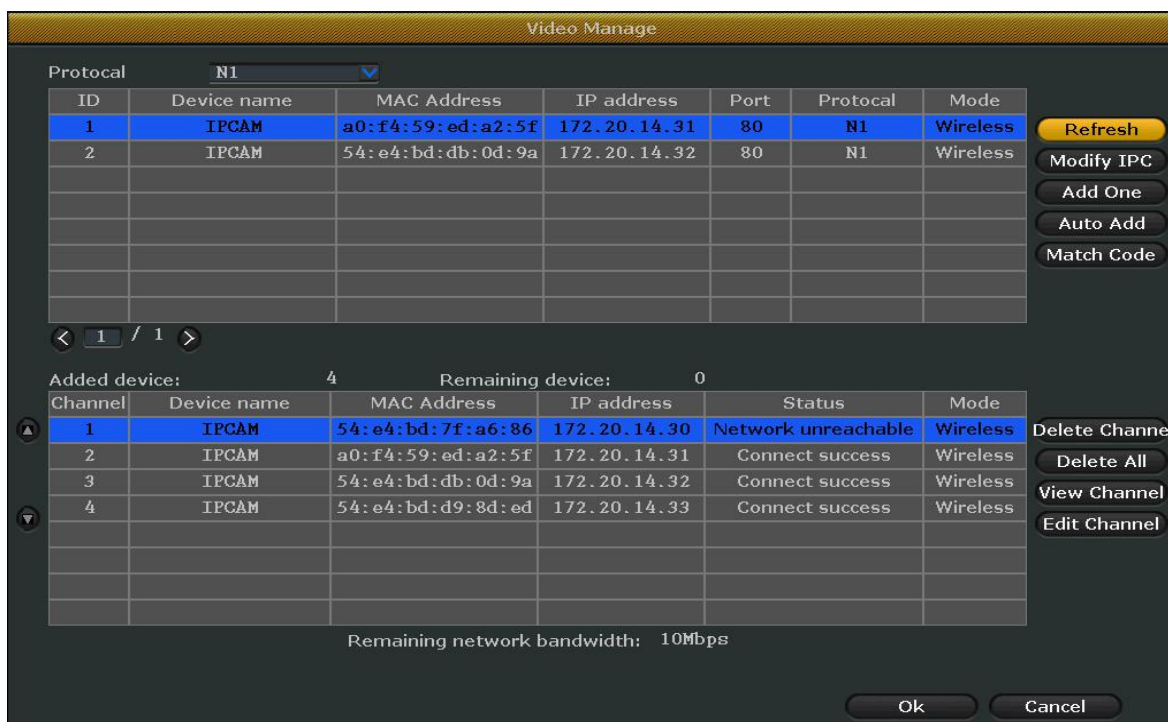 Video Manage
Protocal N1
ID Device name MAC Address IP address Port Protocal Mode
1 IPCAM a0:f4:59:ed:a2:5f 172.20.14.31 80 N1 Wireless
Refresh
2 IPCAM 54:e4:bd:db:0d:9a 172.20.14.32 80 N1 Wireless
Modify IPC
Add One
Auto Add
Match Code
< 1 / 1 >
Added device: 4 Remaining device: 0
Channel Device name MAC Address IP address Status Mode
1 IPCAM 54:e4:bd:7f:a6:86 172.20.14.30 Network unreachable Wireless
Delete Channe
2 IPCAM a0:f4:59:ed:a2:5f 172.20.14.31 Connect success Wireless
Delete All
3 IPCAM 54:e4:bd:db:0d:9a 172.20.14.32 Connect success Wireless
View Channel
4 IPCAM 54:e4:bd:d9:8d:ed 172.20.14.33 Connect success Wireless
Edit Channel
Remaining network bandwidth: 10Mbps
Ok Cancel